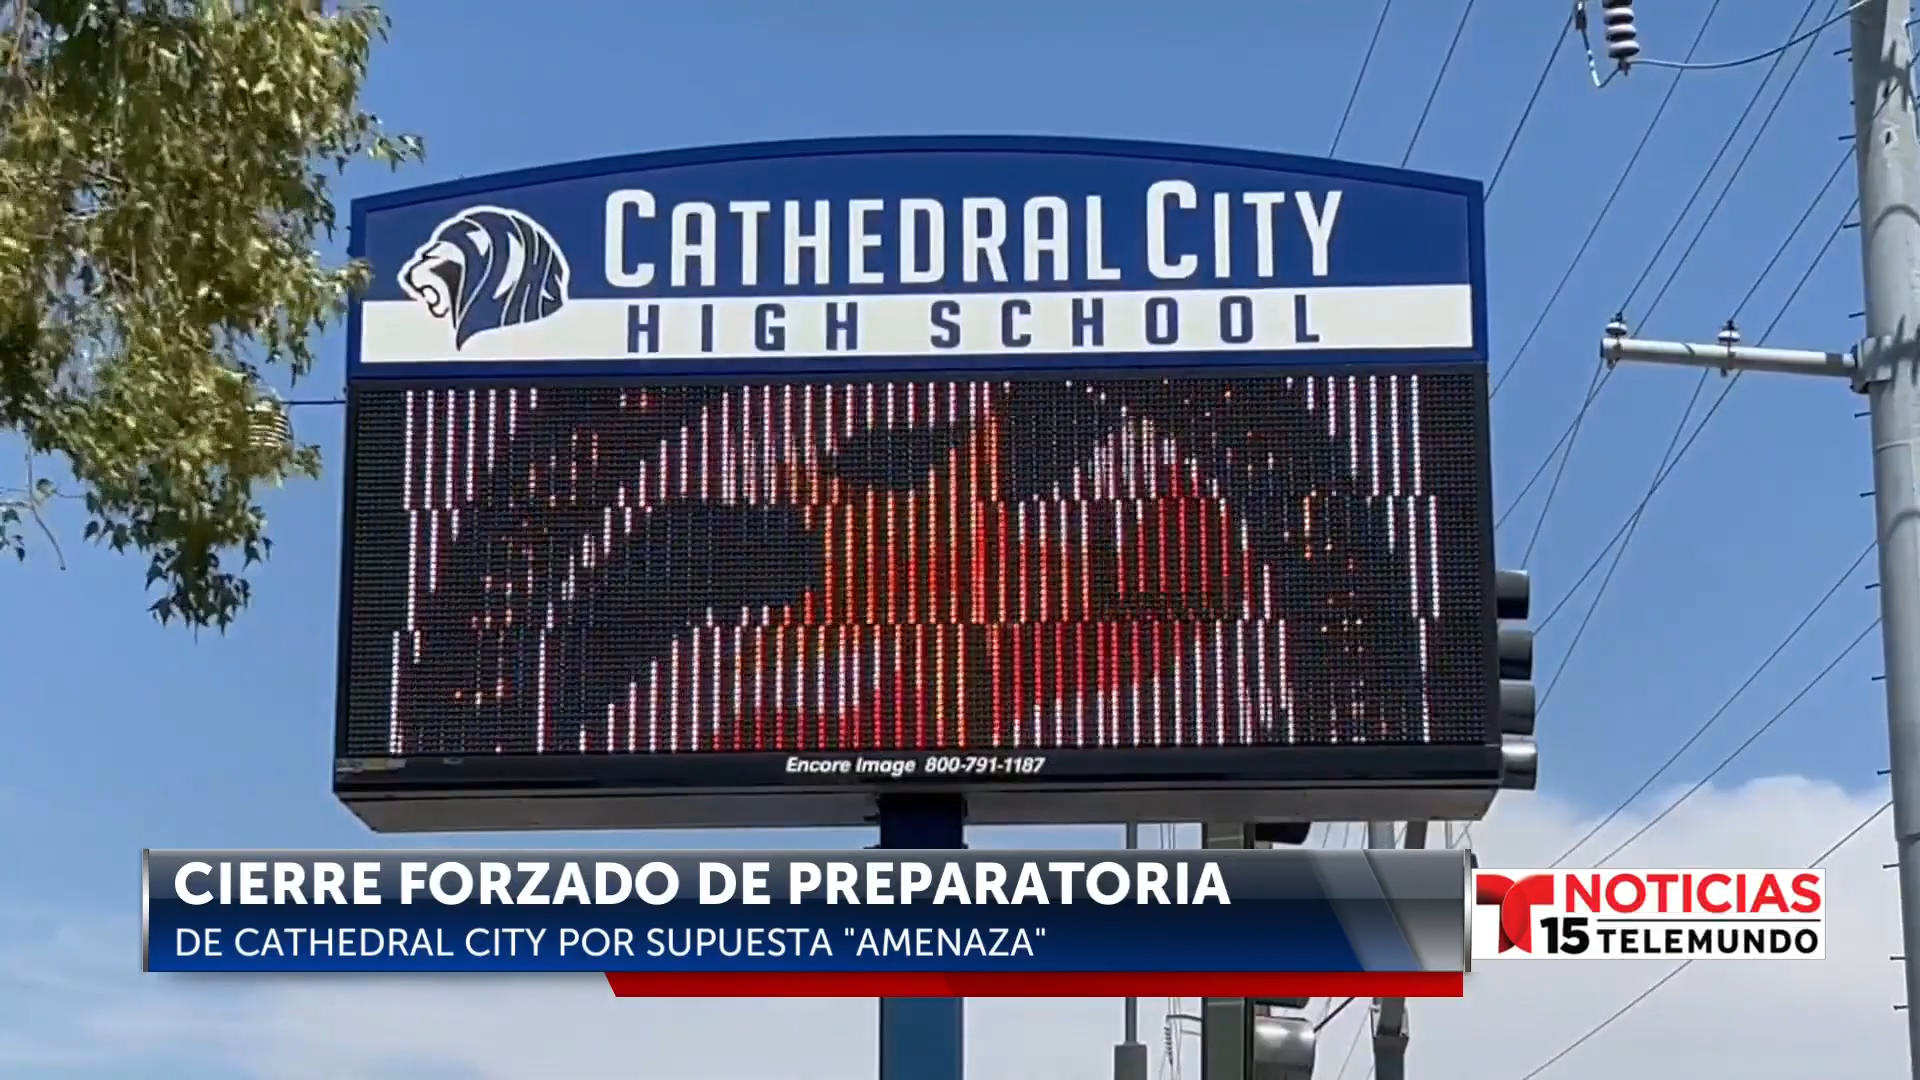 CATHEDRAL CITY
HIGH SCHOOL
Encore Image 800-791-1187
CIERRE FORZADO DE PREPARATORIA
DE CATHEDRAL CITY POR SUPUESTA "AMENAZA"
NOTICIAS
15 TELEMUNDO